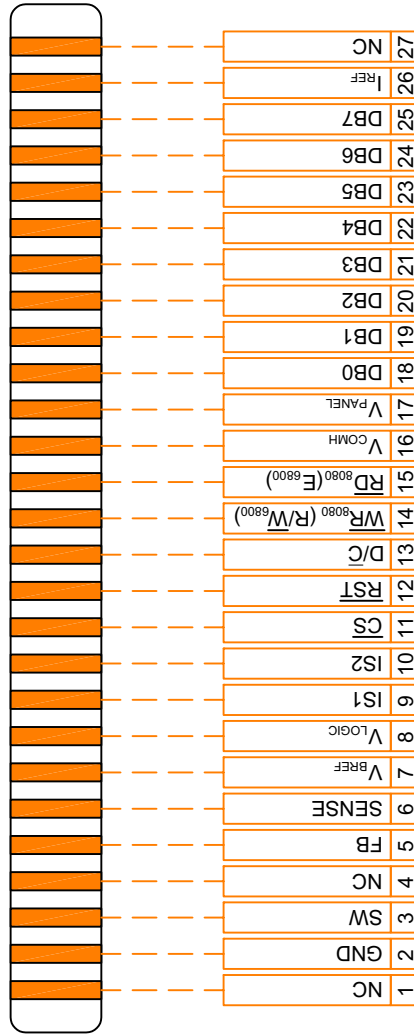 NC 27
IREF 26
DB7 25
DB6 24
DB5 23
DB4 22
DB3 21
DB2 20
DB1 19
DB0 18
VPANEL 17
VCOMH 16
RD8080(E6800) 15
WR8080 (R/W6800) 14
D/C 13
RST 12
CS 11
IS2 10
IS1 9
VLOGIC 8
VBREF 7
SENSE 6
FB 5
NC 4
SW 3
GND 2
NC 1